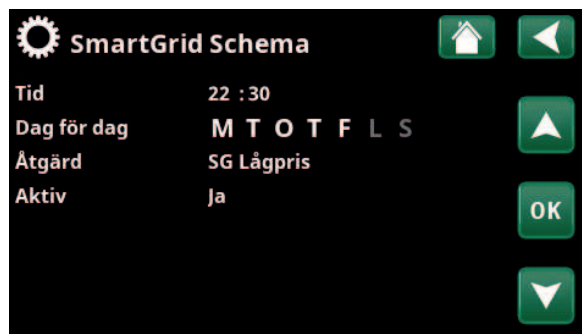 SmartGrid Schema
Tid 22 :30
Dag för dag M T O T F L S
Åtgärd SG Lågpris
Aktiv Ja
OK